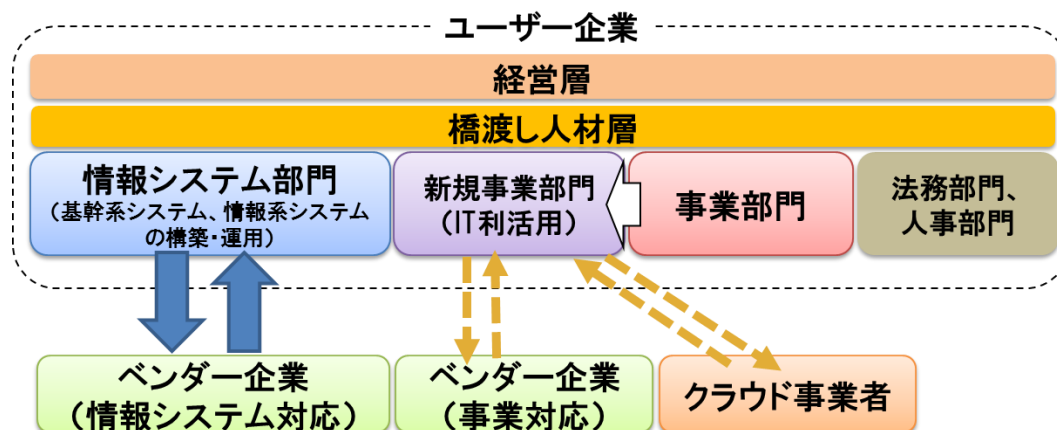 ユーザー企業
経営層
橋渡し人材層
情報システム部門
（基幹系システム、情報系システム
の構築・運用）
新規事業部門
（IT利活用）
事業部門
法務部門、
人事部門
ベンダー企業
（情報システム対応）
ベンダー企業
（事業対応）
クラウド事業者